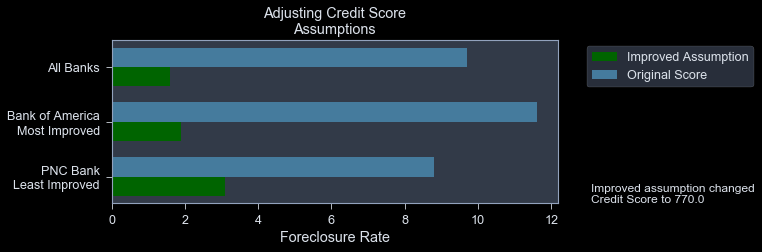 Adjusting Credit Score
Assumptions
All Banks
Bank of America
Most Improved
PNC Bank
Least Improved
0 2 4 6 8 10 12
Foreclosure Rate
Improved Assumption
Original Score
Improved assumption changed
Credit Score to 770.0